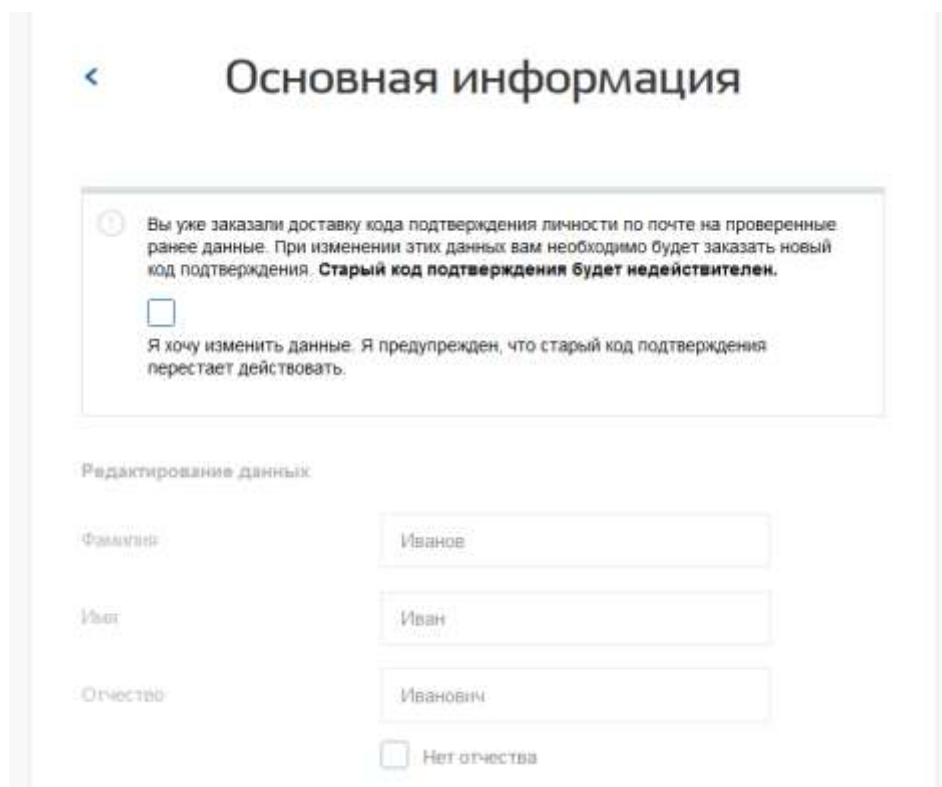 Основная информация
Вы уже заказали доставку кода подтверждения личности по почте на проверенные
ранее данные. При изменении этих данных вам необходимо будет заказать новый
код подтверждения. Старый код подтверждения будет недействителен.
Я хочу изменить данные. Я предупрежден, что старый код подтверждения
перестает действовать.
Редактирование данных
Фамилия
Иванов
Имя
Иван
Отчество
Иванович
Нет отчества